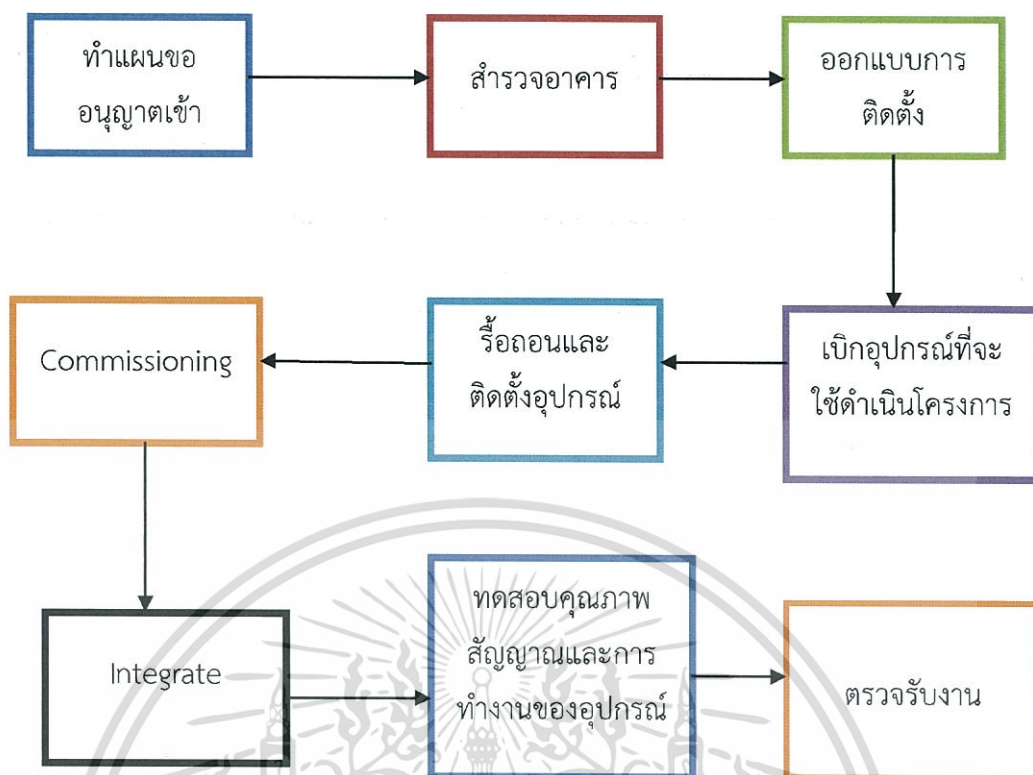 ทำแผนขอ
อนุญาตเข้า
สำรวจอาคาร
ออกแบบการ
ติดตั้ง
เบิกอุปกรณ์ที่จะ
ใช้ดำเนินโครงการ
รื้อถอนและ
ติดตั้งอุปกรณ์
Commissioning
Integrate
ทดสอบคุณภาพ
สัญญาณและการ
ทำงานของอุปกรณ์
ตรวจรับงาน